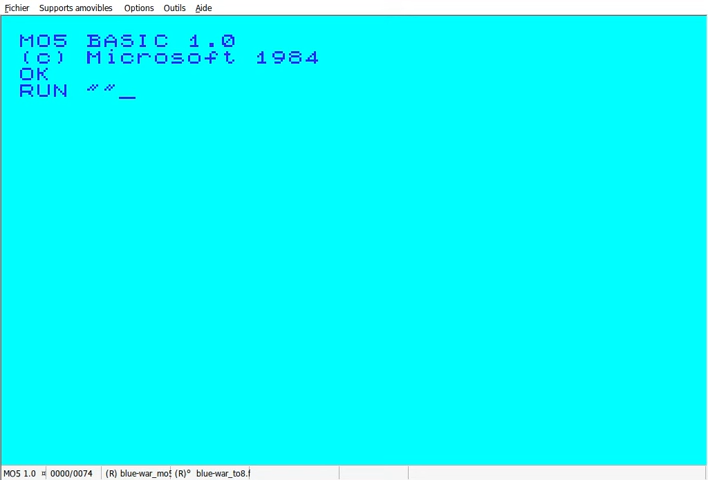 Fichier Supports amovibles Options Outils Aide
MO5 BASIC 1.0
(c) Microsoft 1984
OK
RUN ""_
MO5 1.0 0000/0074 (R) blue-war_mo5 (R)° blue-war_to8.f